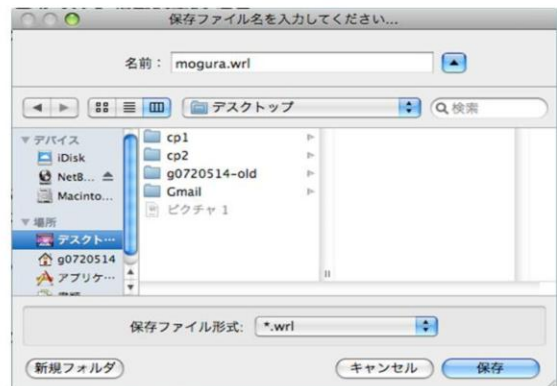 保存ファイル名を入力してください...
名前： mogura.wrl
デスクトップ
検索
デバイス
iDisk
NetB...
Macinto...
場所
デスクト...
g0720514
アプリケ...
書類
cp1
cp2
g0720514-old
Gmail
ピクチャ 1
保存ファイル形式: *.wrl
新規フォルダ
キャンセル
保存